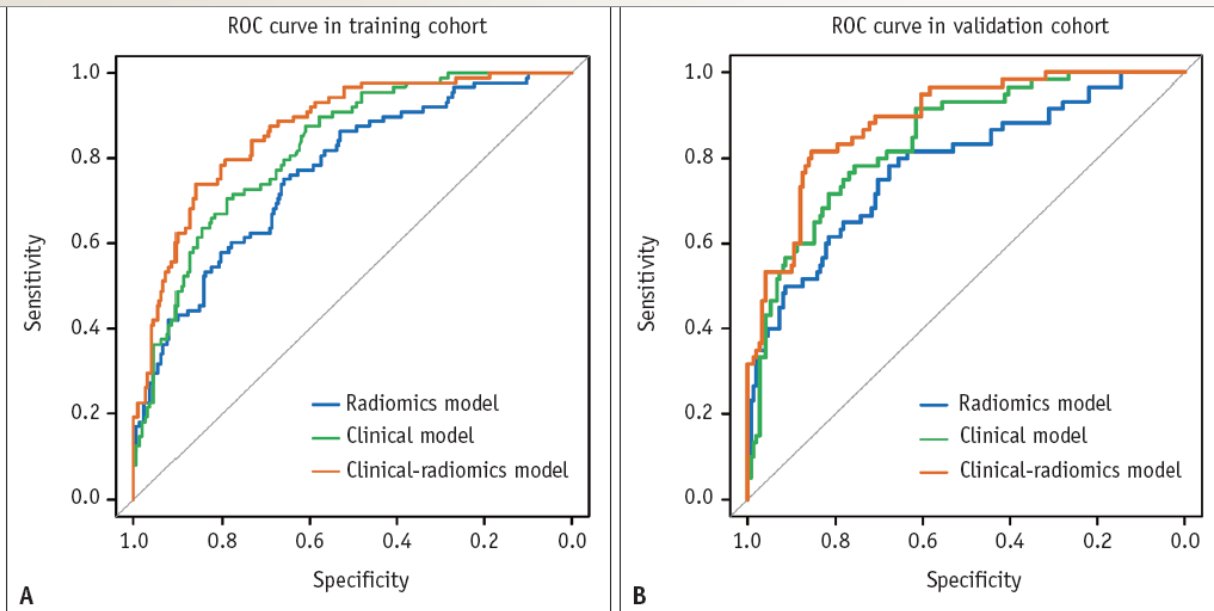 ROC curve in training cohort
1.0
0.8
0.6
0.4
0.2
0.0
Sensitivity
Radiomics model
Clinical model
Clinical-radiomics model
1.0 0.8 0.6 0.4 0.2 0.0
Specificity
A
ROC curve in validation cohort
1.0
0.8
0.6
0.4
0.2
0.0
Sensitivity
Radiomics model
Clinical model
Clinical-radiomics model
1.0 0.8 0.6 0.4 0.2 0.0
Specificity
B